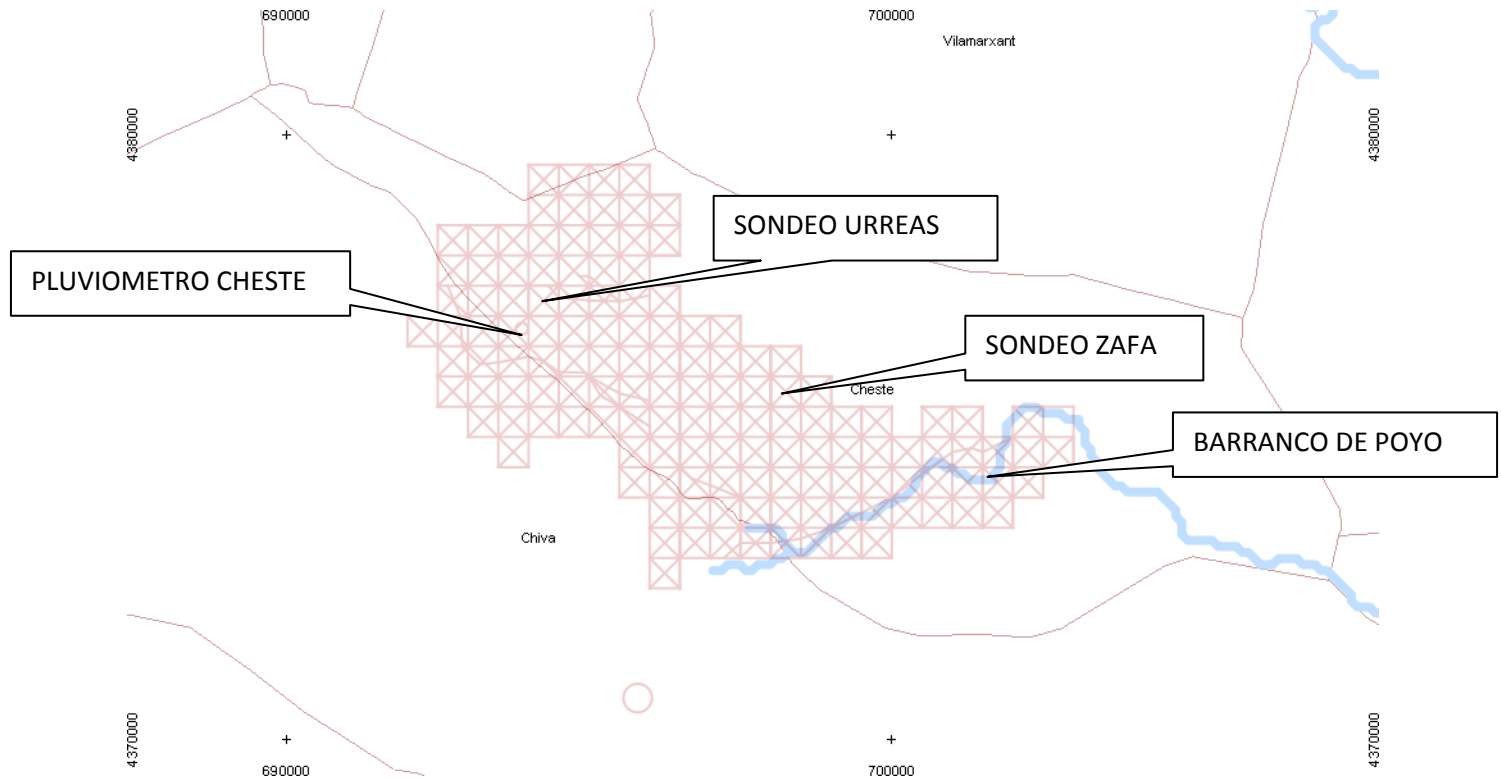 690000
700000
Vilamarxant
4380000
4380000
SONDEO URREAS
PLUVIOMETRO CHESTE
SONDEO ZAFA
Cheste
BARRANCO DE POYO
Chiva
4370000
4370000
690000
700000